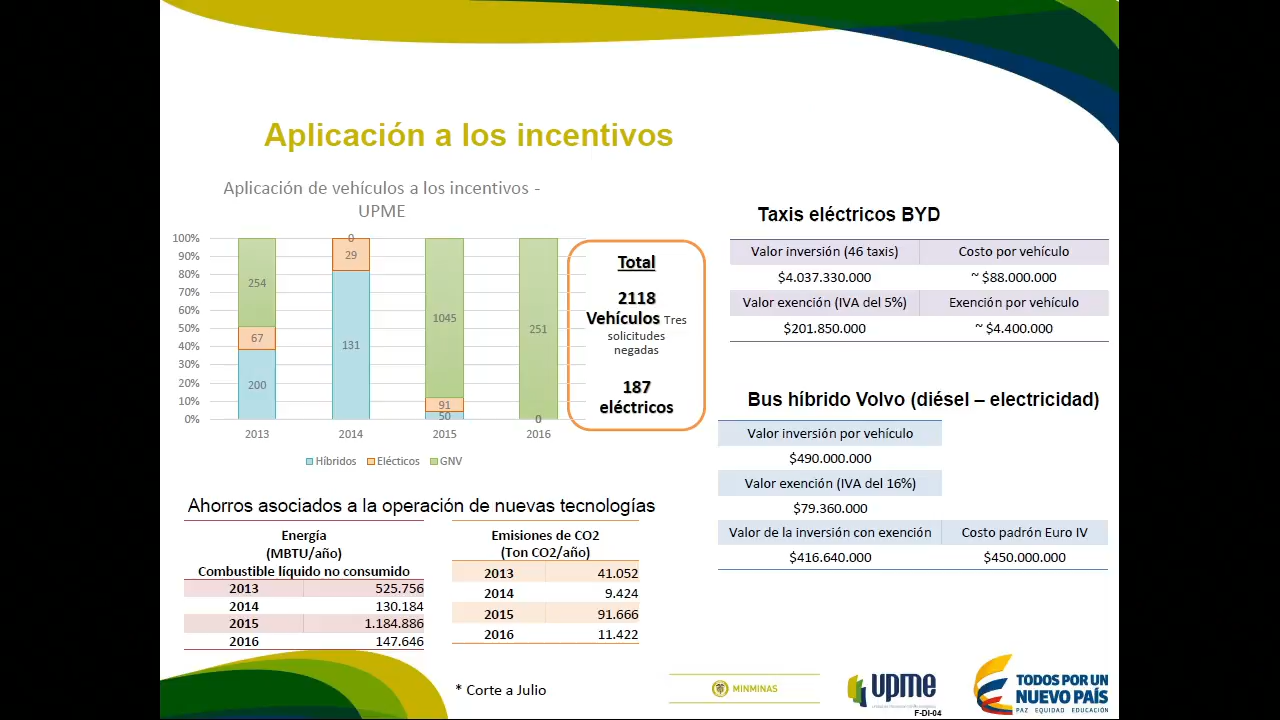 Aplicación a los incentivos
Aplicación de vehículos a los incentivos -
UPME
100%
90%
80%
70%
60%
50%
40%
30%
20%
10%
0%
254
67
200
0
29
131
1045
91
50
251
0
2013
2014
2015
2016
Híbridos
Elécticos
GNV
Total
2118
Vehículos Tres
solicitudes
negadas
187
eléctricos
Taxis eléctricos BYD
Valor inversión (46 taxis) Costo por vehículo
$4.037.330.000 ~ $88.000.000
Valor exención (IVA del 5%) Exención por vehículo
$201.850.000 ~ $4.400.000
Bus híbrido Volvo (diésel – electricidad)
Valor inversión por vehículo
$490.000.000
Valor exención (IVA del 16%)
$79.360.000
Valor de la inversión con exención Costo padrón Euro IV
$416.640.000 $450.000.000
Ahorros asociados a la operación de nuevas tecnologías
Energía
(MBTU/año)
Combustible líquido no consumido
2013 525.756
2014 130.184
2015 1.184.886
2016 147.646
Emisiones de CO2
(Ton CO2/año)
2013 41.052
2014 9.424
2015 91.666
2016 11.422
* Corte a Julio
MINMINAS
upme
F-DI-04
TODOS POR UN
NUEVO PAÍS
PAZ EQUIDAD EDUCACIÓN